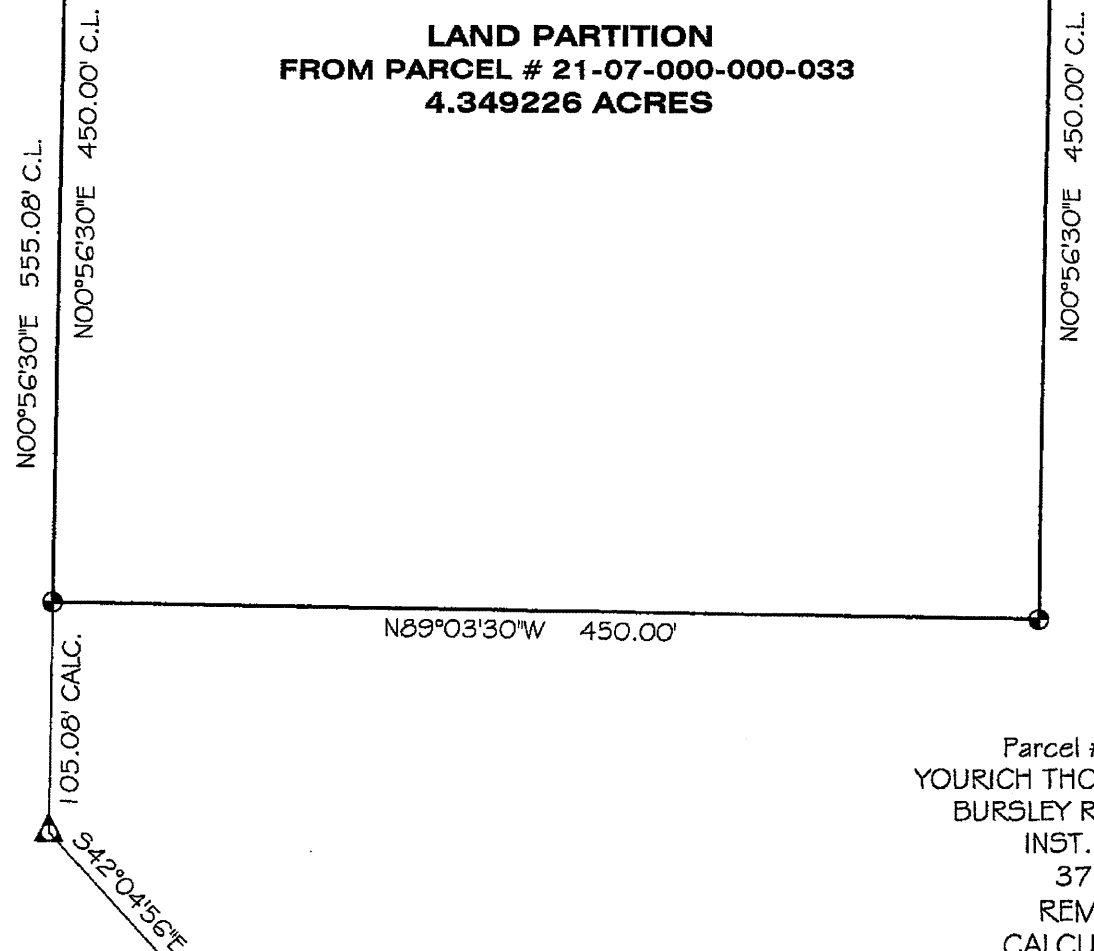 LAND PARTITION
FROM PARCEL # 21-07-000-000-033
4.349226 ACRES
N00°56'30"E 555.08' C.L.
N00°56'30"E 450.00' C.L.
N00°56'30"E 450.00' C.L.
N89°03'30"W 450.00'
105.08' CALC.
S42°04'56"E
Parcel #
YOURICH THO
BURSLEY R
INST.
37
REM
CALCU